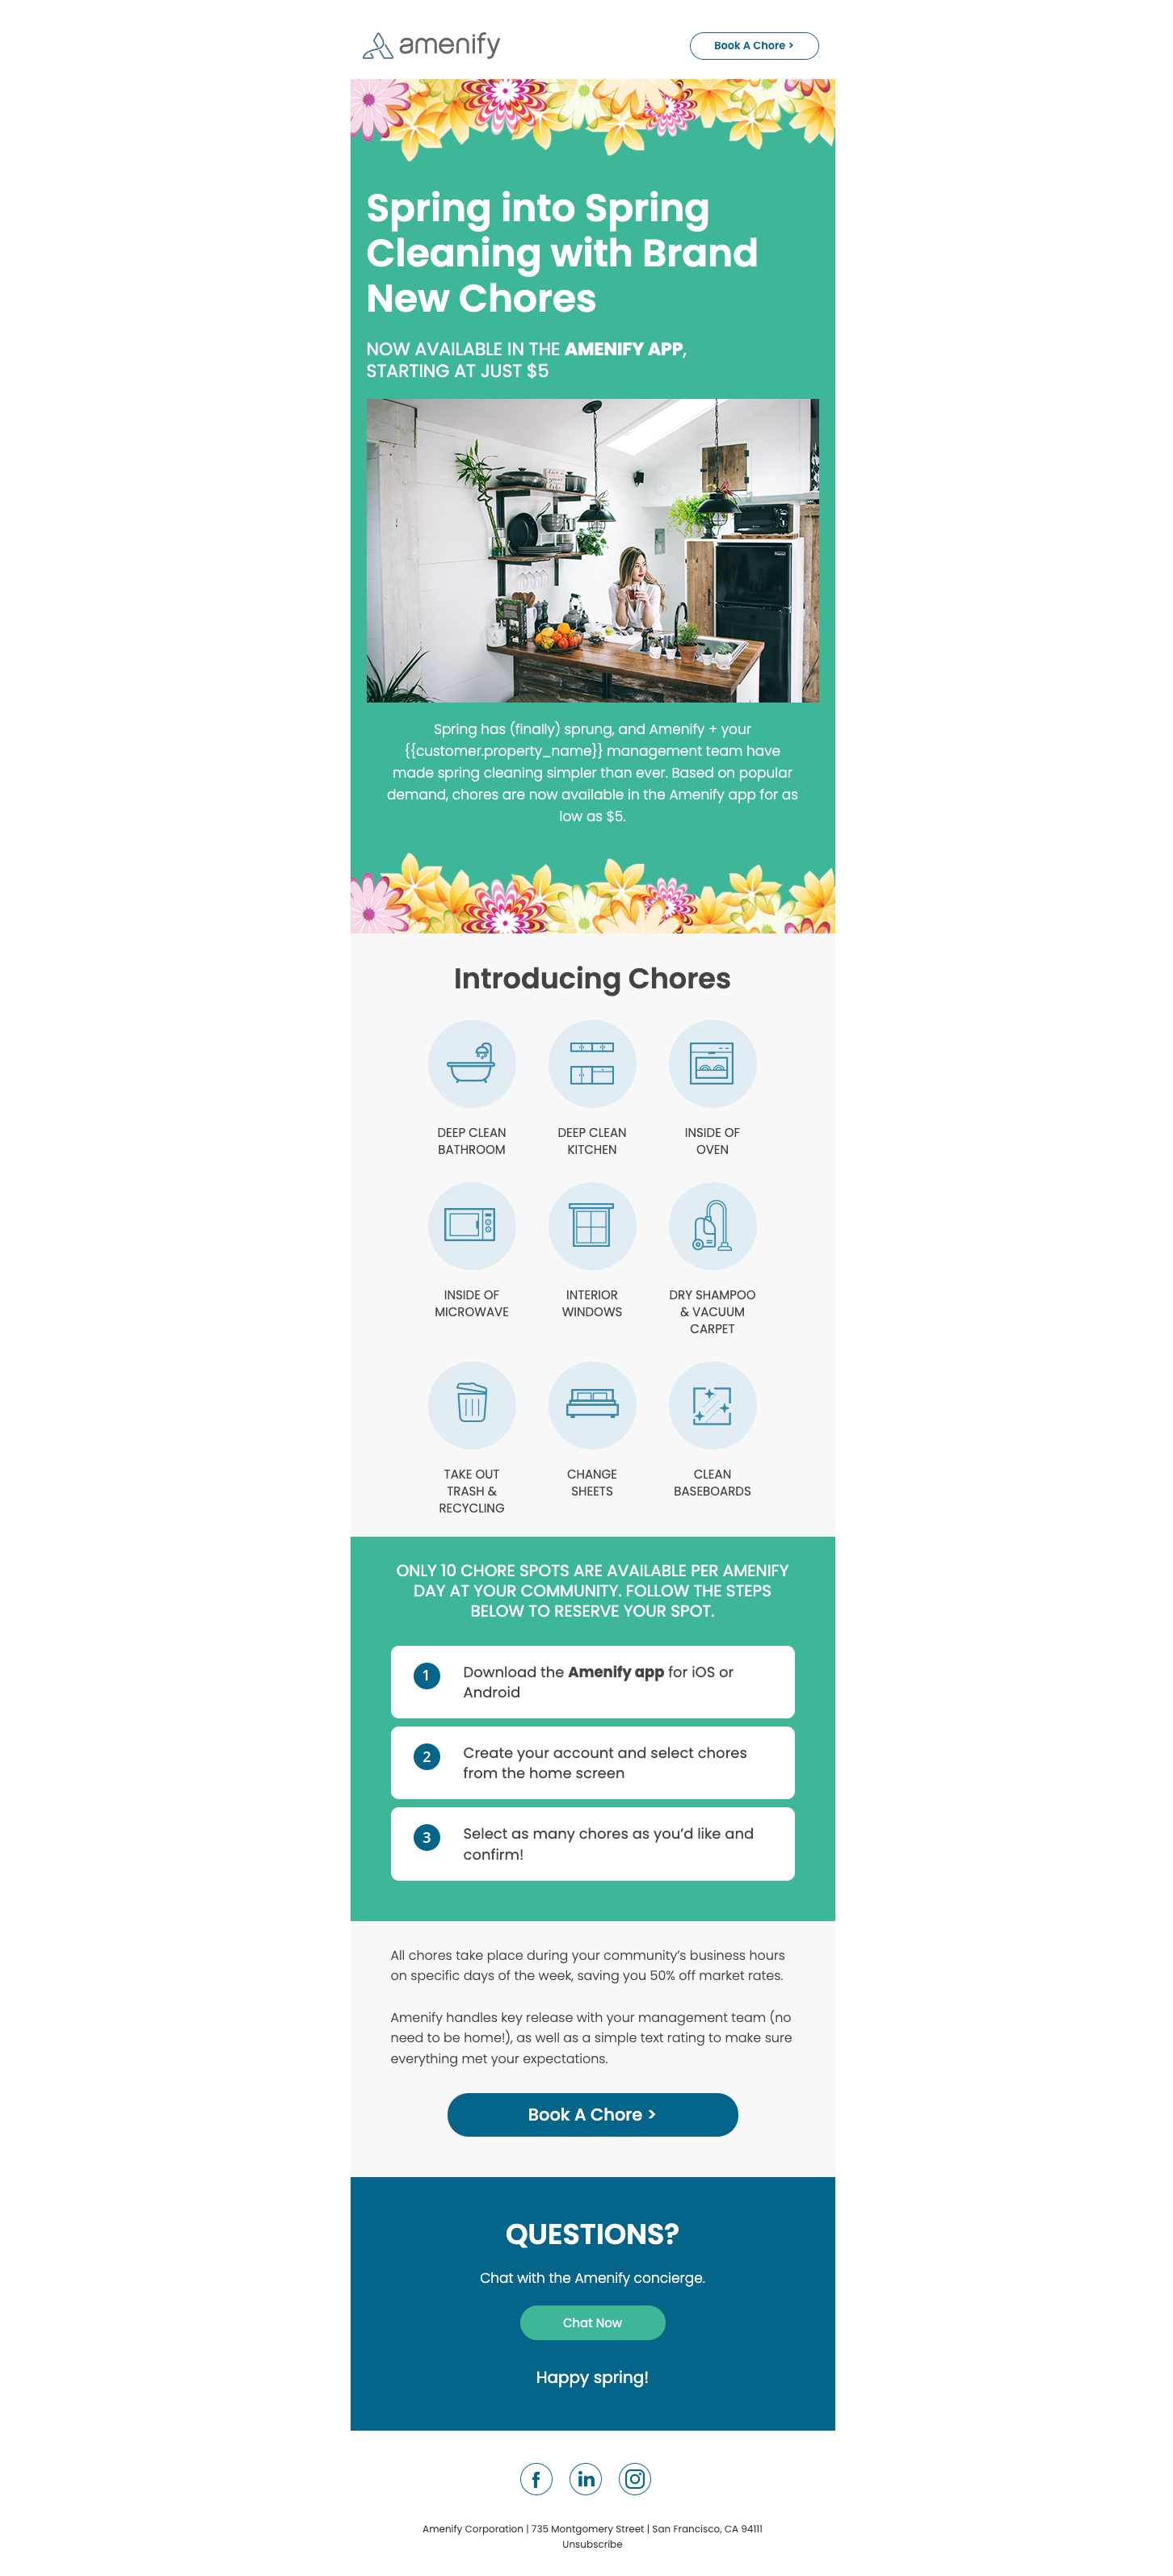 amenify
Book A Chore >
Spring into Spring
Cleaning with Brand
New Chores
NOW AVAILABLE IN THE AMENIFY APP,
STARTING AT JUST $5
Spring has (finally) sprung, and Amenify + your
{{customer.property_name}} management team have
made spring cleaning simpler than ever. Based on popular
demand, chores are now available in the Amenify app for as
low as $5.
Introducing Chores
DEEP CLEAN
BATHROOM
DEEP CLEAN
KITCHEN
INSIDE OF
OVEN
INSIDE OF
MICROWAVE
INTERIOR
WINDOWS
DRY SHAMPOO
& VACUUM
CARPET
TAKE OUT
TRASH &
RECYCLING
CHANGE
SHEETS
CLEAN
BASEBOARDS
ONLY 10 CHORE SPOTS ARE AVAILABLE PER AMENIFY
DAY AT YOUR COMMUNITY. FOLLOW THE STEPS
BELOW TO RESERVE YOUR SPOT.
1 Download the Amenify app for iOS or
Android
2 Create your account and select chores
from the home screen
3 Select as many chores as you’d like and
confirm!
All chores take place during your community’s business hours
on specific days of the week, saving you 50% off market rates.
Amenify handles key release with your management team (no
need to be home!), as well as a simple text rating to make sure
everything met your expectations.
Book A Chore >
QUESTIONS?
Chat with the Amenify concierge.
Chat Now
Happy spring!
f in
Amenify Corporation | 735 Montgomery Street | San Francisco, CA 94111
Unsubscribe